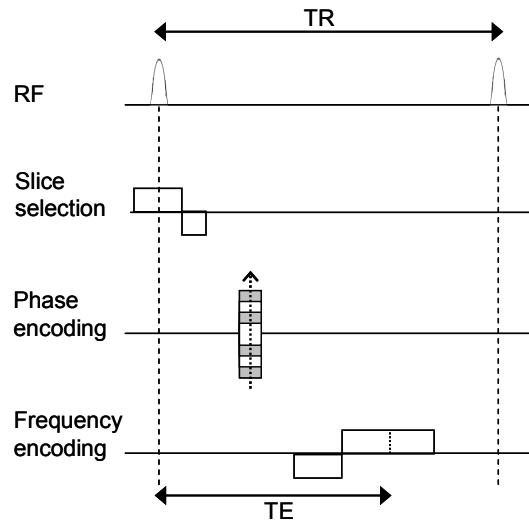 TR
RF
Slice
selection
Phase
encoding
Frequency
encoding
TE